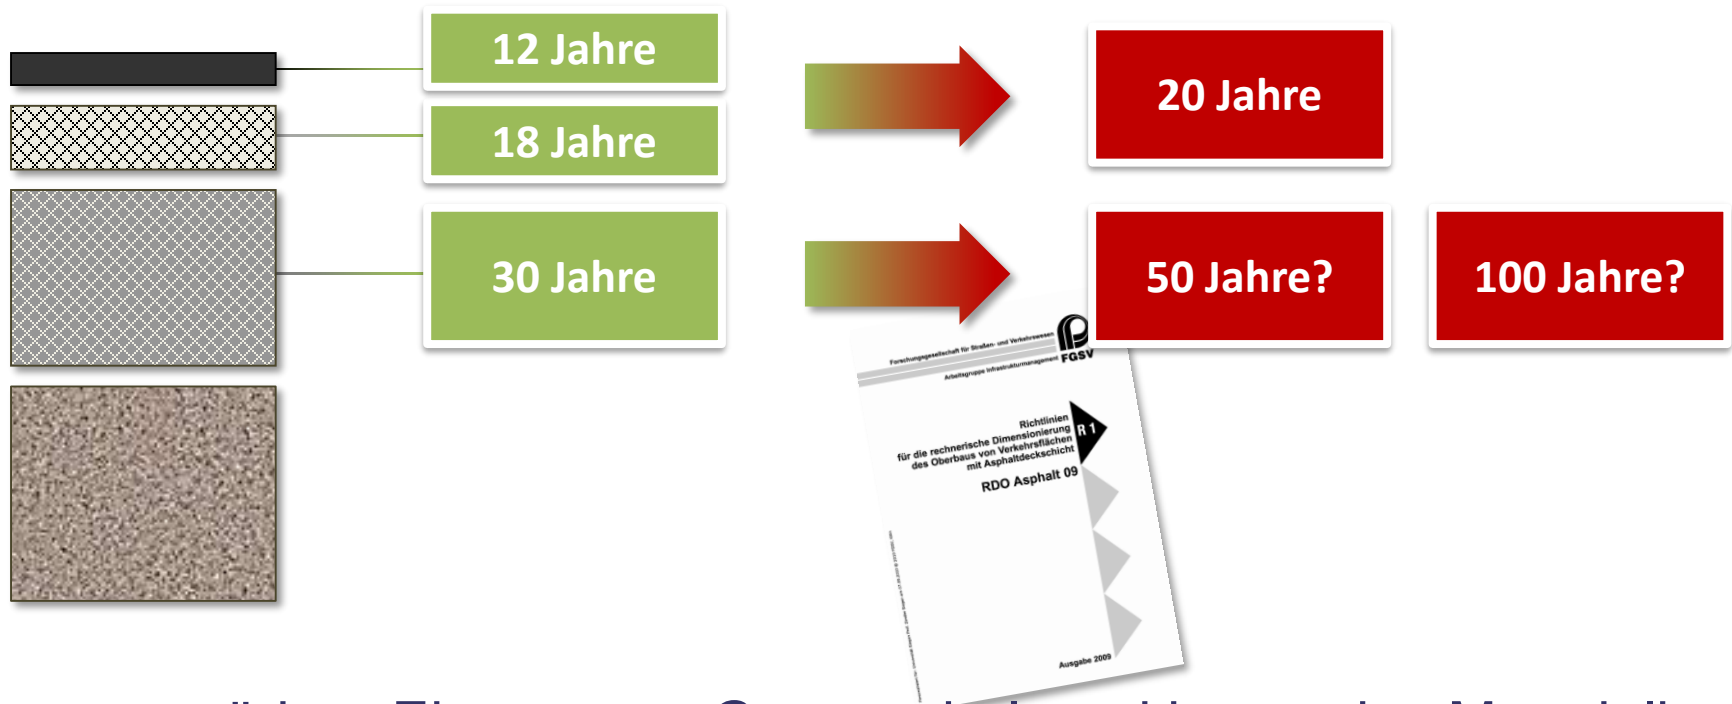 12 Jahre
20 Jahre
18 Jahre
30 Jahre
50 Jahre?
100 Jahre?
Forschungsgesellschaft für Straßen- und Verkehrswesen
FGSV
Arbeitsgruppe Infrastrukturmanagement
Richtlinien
für die rechnerische Dimensionierung
des Oberbaus von Verkehrsflächen
mit Asphaltdeckschicht
R 1
RDO Asphalt 09
Ausgabe 2009